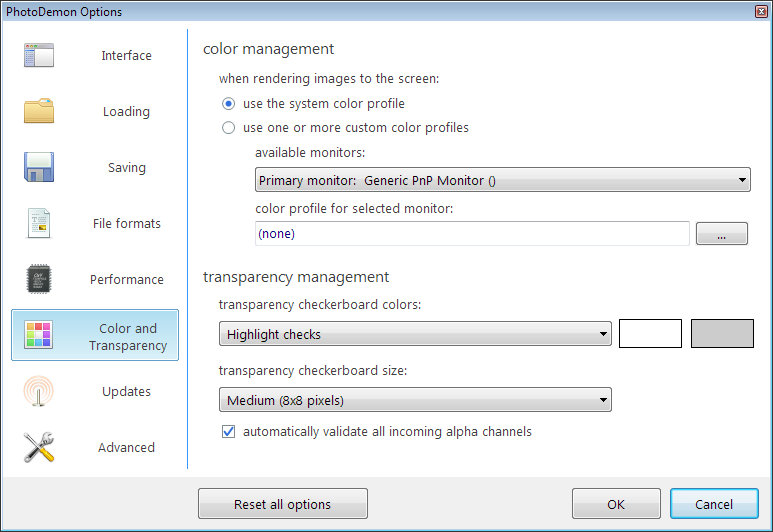 PhotoDemon Options
Interface
Loading
Saving
File formats
Performance
Color and
Transparency
Updates
Advanced
color management
when rendering images to the screen:
use the system color profile
use one or more custom color profiles
available monitors:
Primary monitor: Generic PnP Monitor ()
color profile for selected monitor:
(none)
...
transparency management
transparency checkerboard colors:
Highlight checks
transparency checkerboard size:
Medium (8x8 pixels)
automatically validate all incoming alpha channels
Reset all options
OK
Cancel